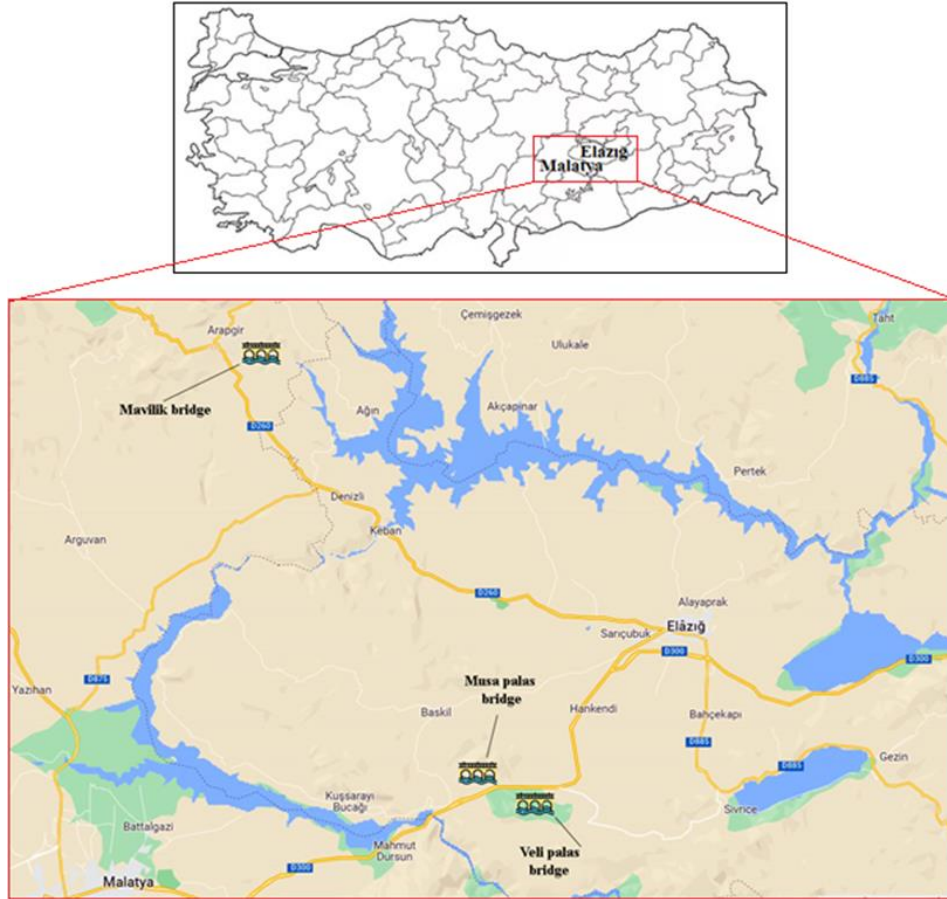 Elazığ
Malatya
Çemişgezek
Taht
Arapgir
Ulukale
Mavilik bridge
D885
Ağın
Akçapinar
D260
Pertek
Denizli
Keban
Arguvan
D260
Alayaprak
Sarıçubuk
Elâzığ
D300
D300
D875
Yazıhan
Musa palas
bridge
Baskil
Hankendi
Bahçekapı
D885
Gezin
D885
Kuşsarayı
Bucağı
Sivrice
Battalgazi
Mahmut
Dursun
Veli palas
bridge
D300
Malatya